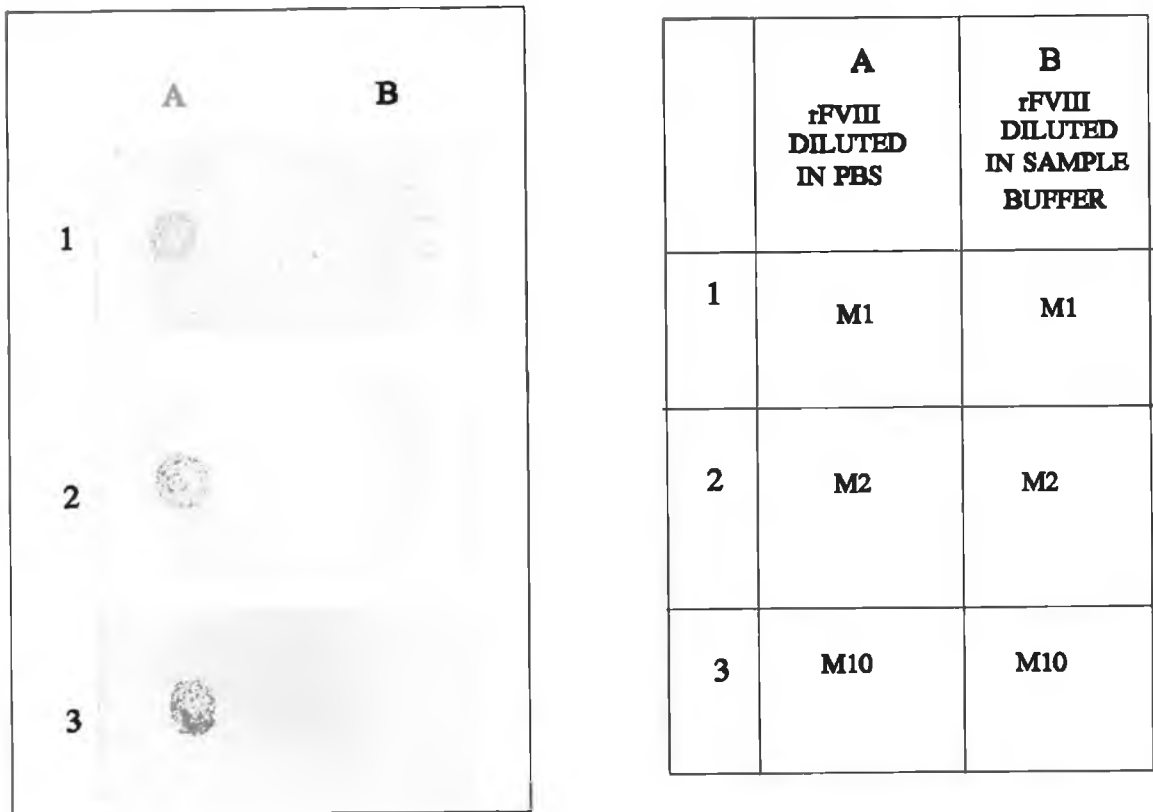 A B
1
2
3
A B
rFVIII
DILUTED
IN PBS
rFVIII
DILUTED
IN SAMPLE
BUFFER
1 M1 M1
2 M2 M2
3 M10 M10